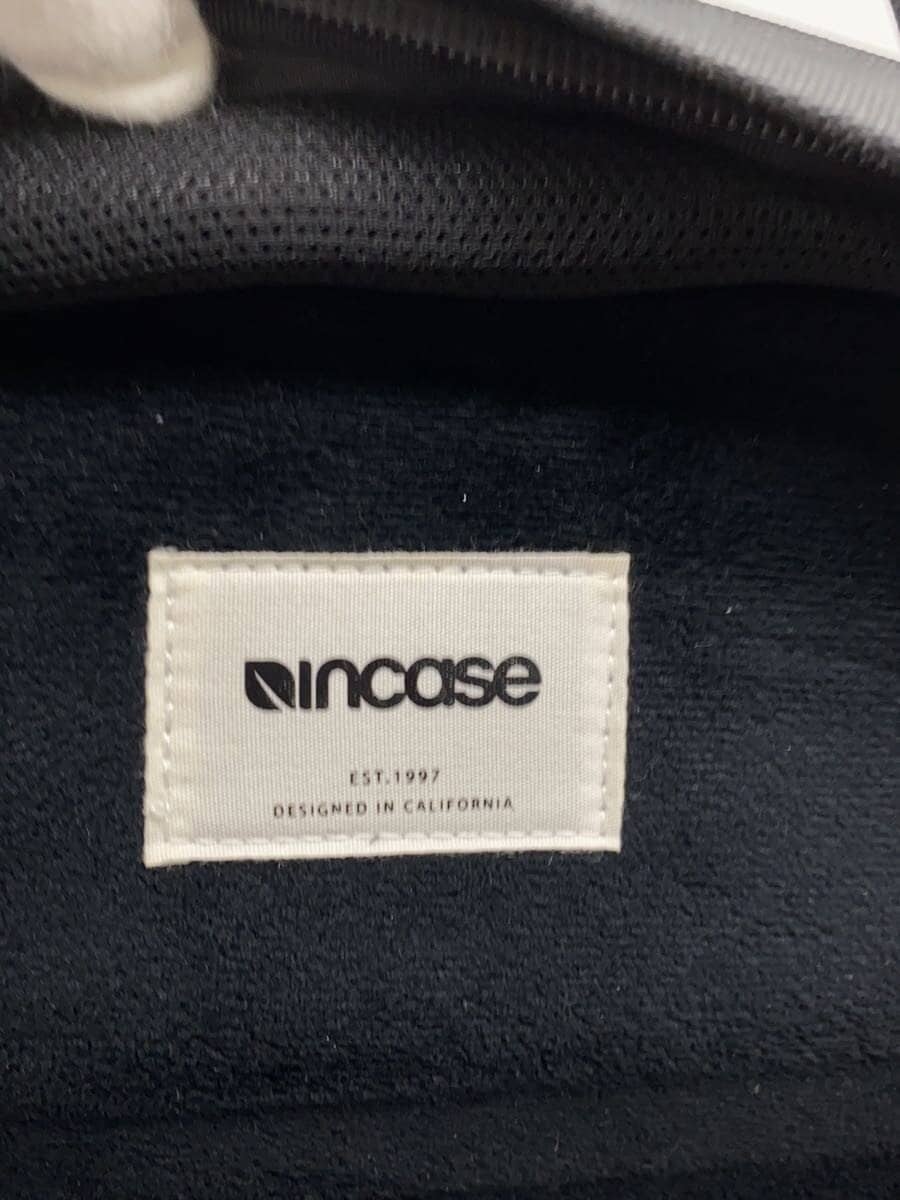 incase
EST.1997
DESIGNED IN CALIFORNIA